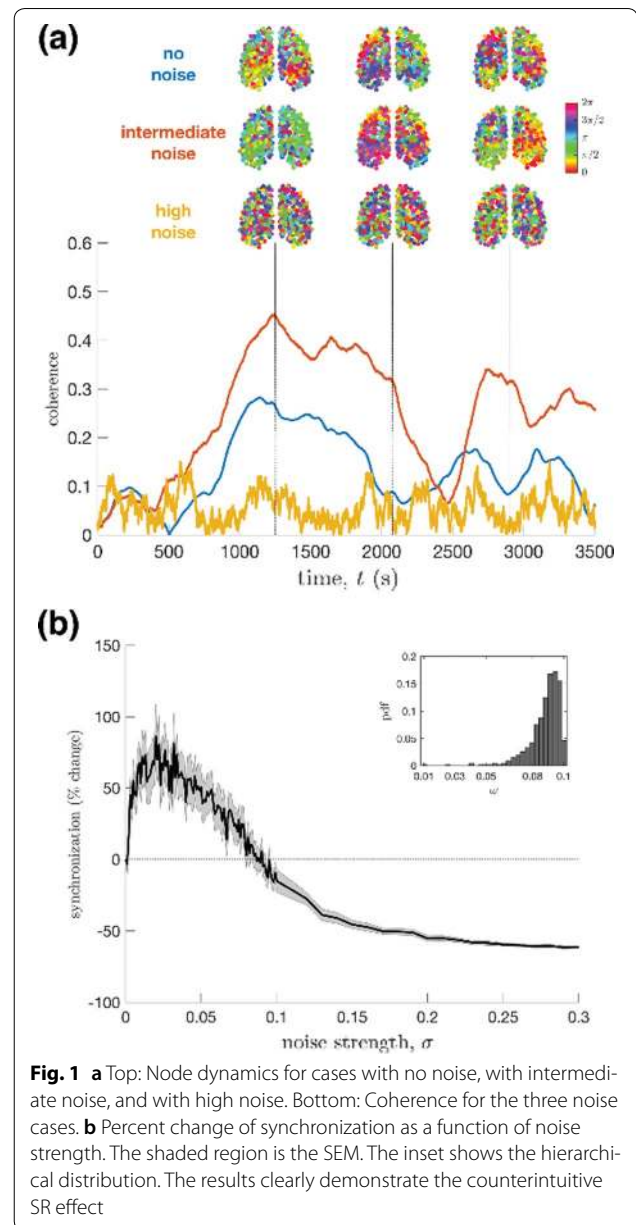 (a)
no
noise
intermediate
noise
high
noise
2π
3π/2
π
π/2
0
0.6
0.5
0.4
0.3
0.2
0.1
0
coherence
0 500 1000 1500 2000 2500 3000 3500
time, t (s)
(b)
150
100
50
0
-50
-100
synchronization (% change)
0.2
0.15
0.1
0.05
0
pdf
0.01 0.03 0.05 0.08 0.1
ω
0 0.05 0.1 0.15 0.2 0.25 0.3
noise strength, σ
Fig. 1 a Top: Node dynamics for cases with no noise, with intermedi-
ate noise, and with high noise. Bottom: Coherence for the three noise
cases. b Percent change of synchronization as a function of noise
strength. The shaded region is the SEM. The inset shows the hierarchi-
cal distribution. The results clearly demonstrate the counterintuitive
SR effect